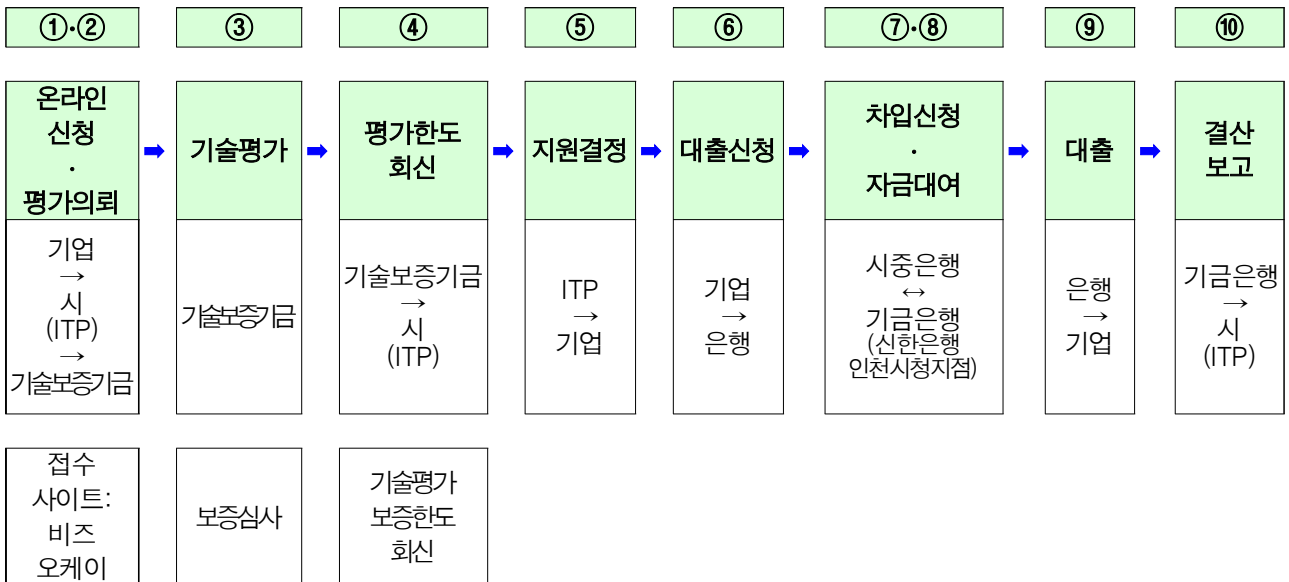 ①·②
③
④
⑤
⑥
⑦·⑧
⑨
⑩
온라인
신청
·
평가의뢰
➡
기술평가
➡
평가한도
회신
➡
지원결정
➡
대출신청
➡
차입신청
·
자금대여
➡
대출
➡
결산
보고
기업
→
시
(ITP)
→
기술보증기금
기술보증기금
기술보증기금
→
시
(ITP)
ITP
→
기업
기업
→
은행
시중은행
↔
기금은행
(신한은행
인천시청지점)
은행
→
기업
기금은행
→
시
(ITP)
접수
사이트:
비즈
오케이
보증심사
기술평가
보증한도
회신